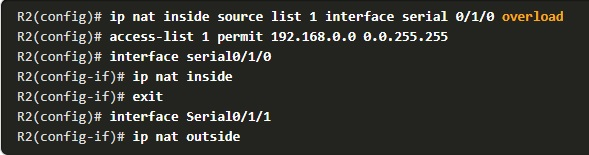 R2(config)# ip nat inside source list 1 interface serial 0/1/0 overload
R2(config)# access-list 1 permit 192.168.0.0 0.0.255.255
R2(config)# interface serial0/1/0
R2(config-if)# ip nat inside
R2(config-if)# exit
R2(config)# interface Serial0/1/1
R2(config-if)# ip nat outside